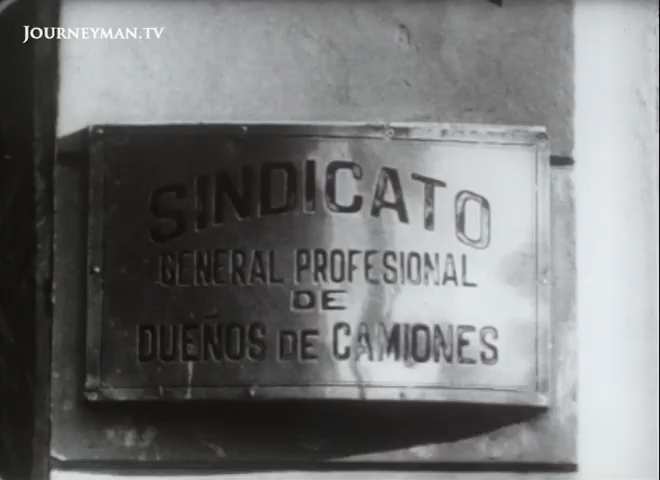 JOURNEYMAN.TV
SINDICATO
GENERAL PROFESIONAL
DE
DUEÑOS DE CAMIONES